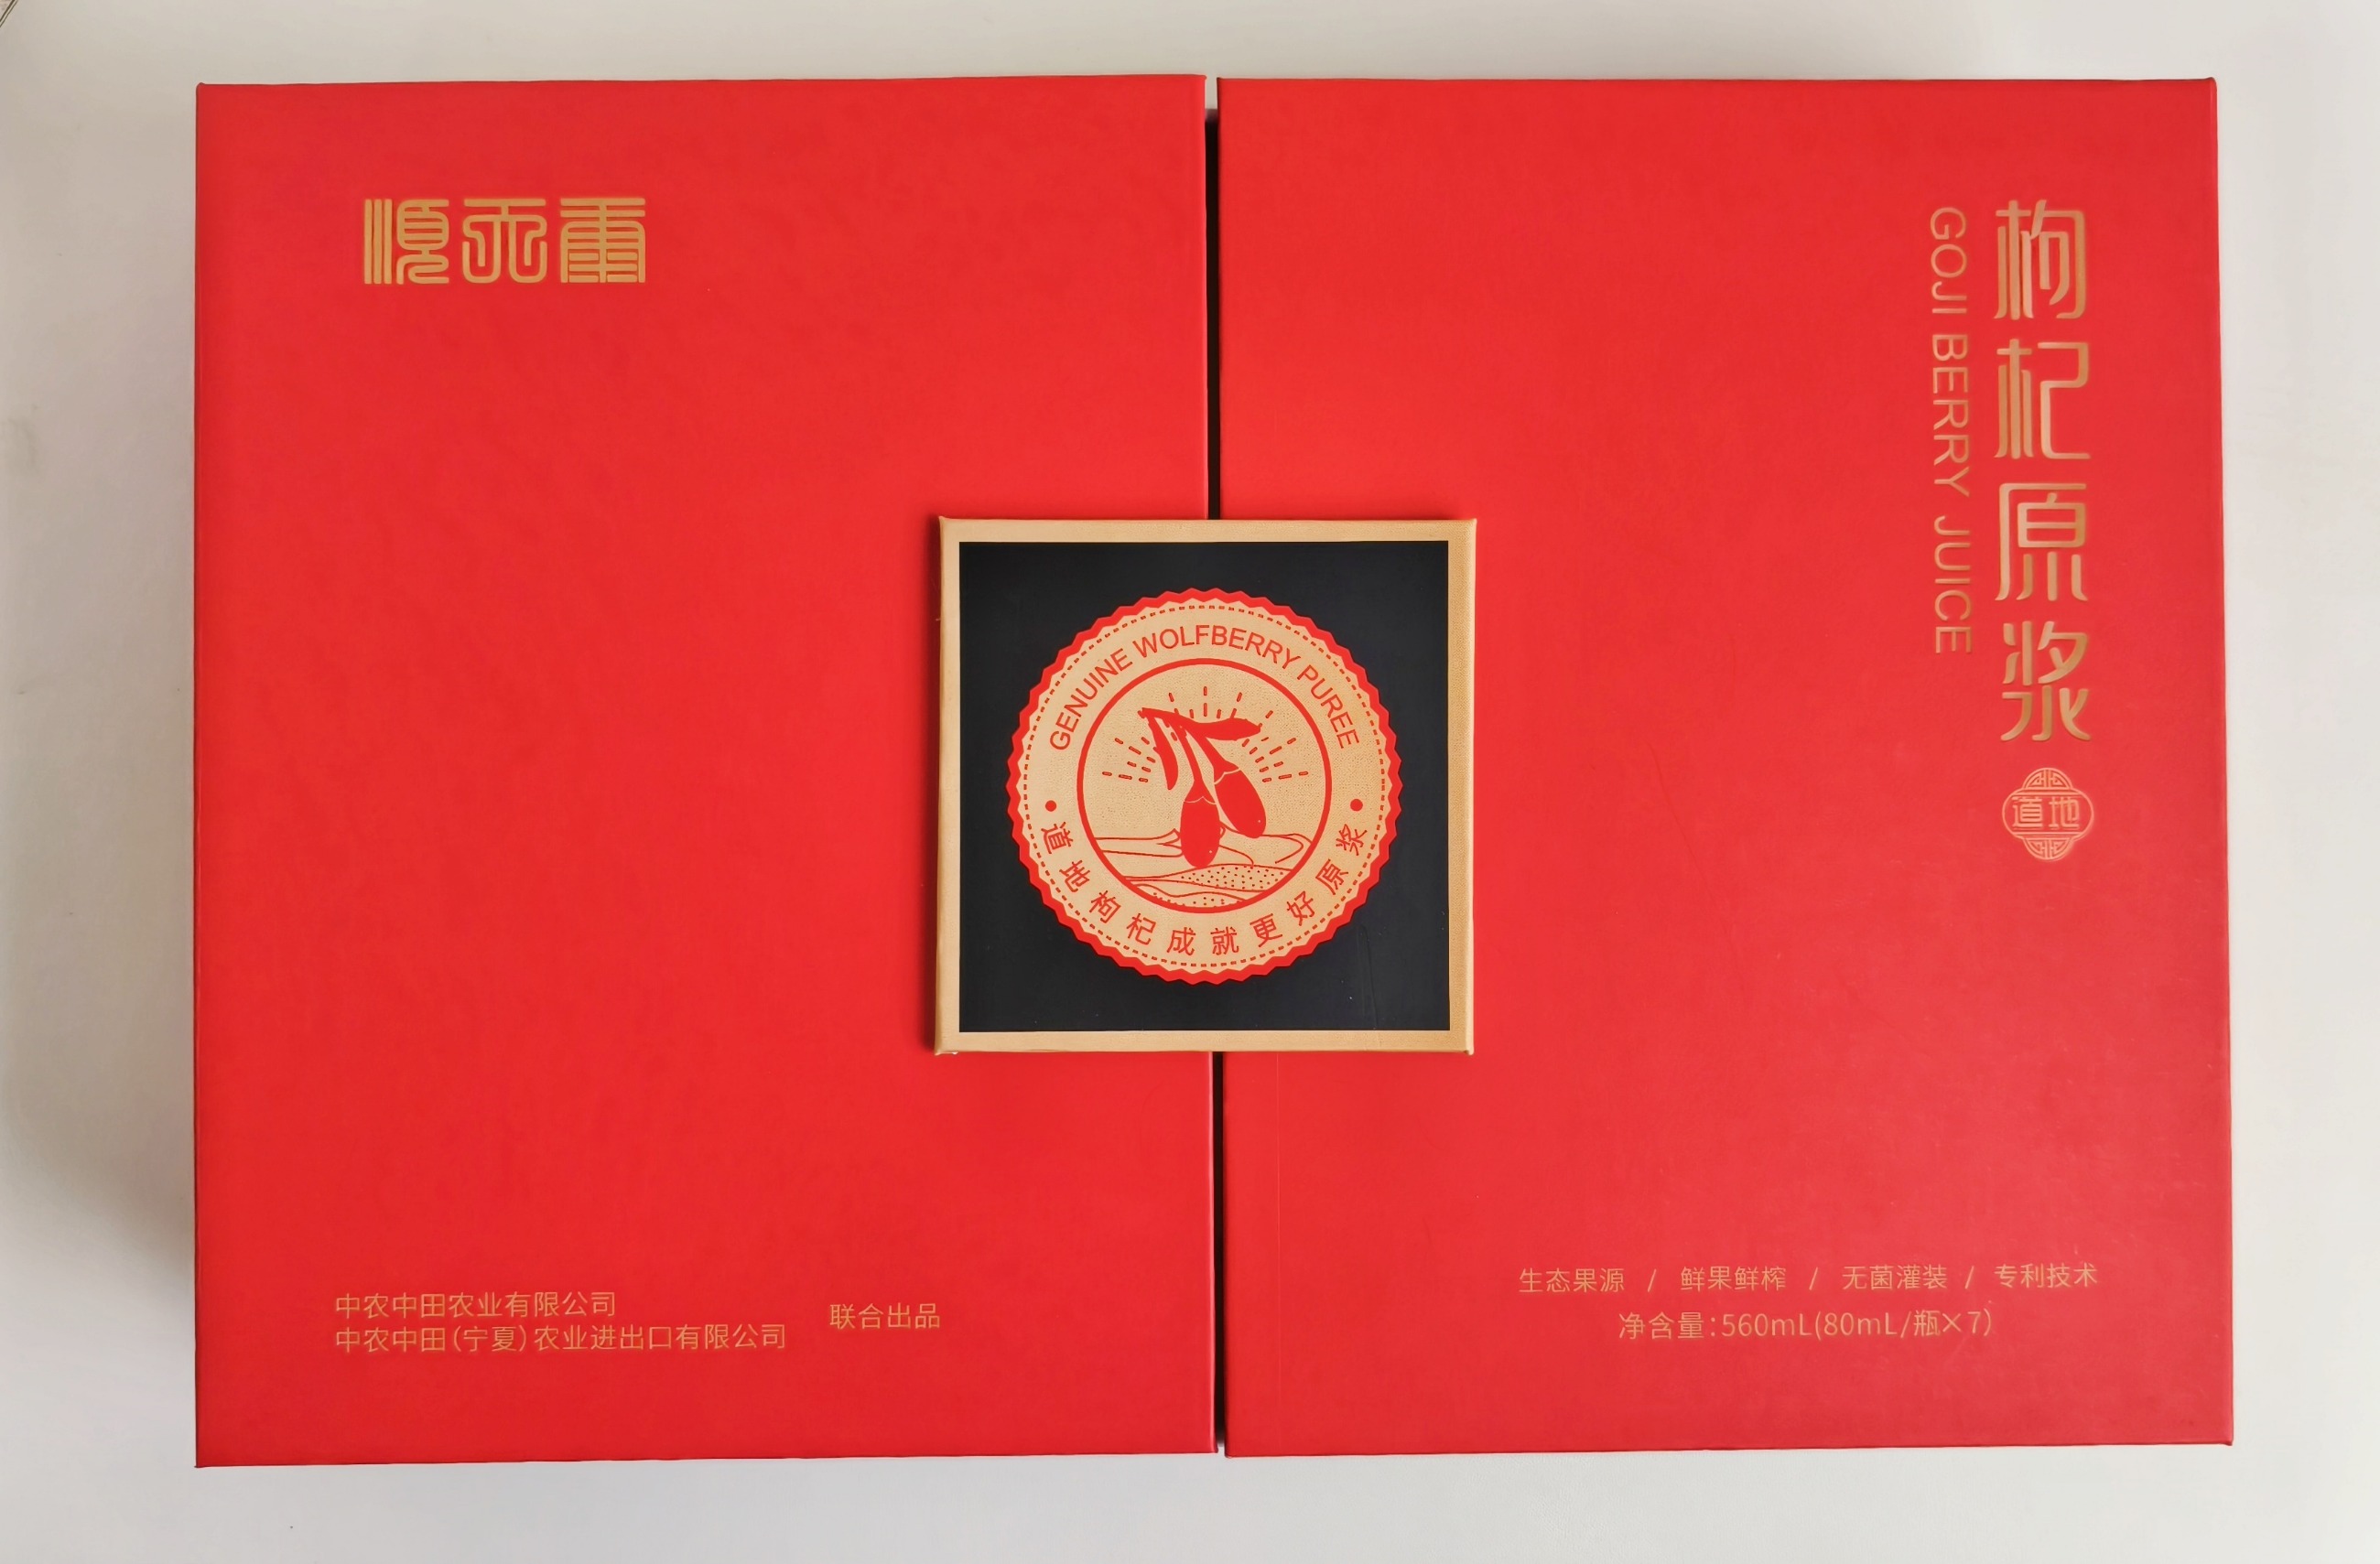 顺天甫
枸杞原浆
GOJI BERRY JUICE
道地
GENUINE WOLFBERRY PUREE
道地枸杞成就更好原浆
中农中田农业有限公司
中农中田(宁夏)农业进出口有限公司
联合出品
生态果源 / 鲜果鲜榨 / 无菌灌装 / 专利技术
净含量:560mL(80mL/瓶×7)